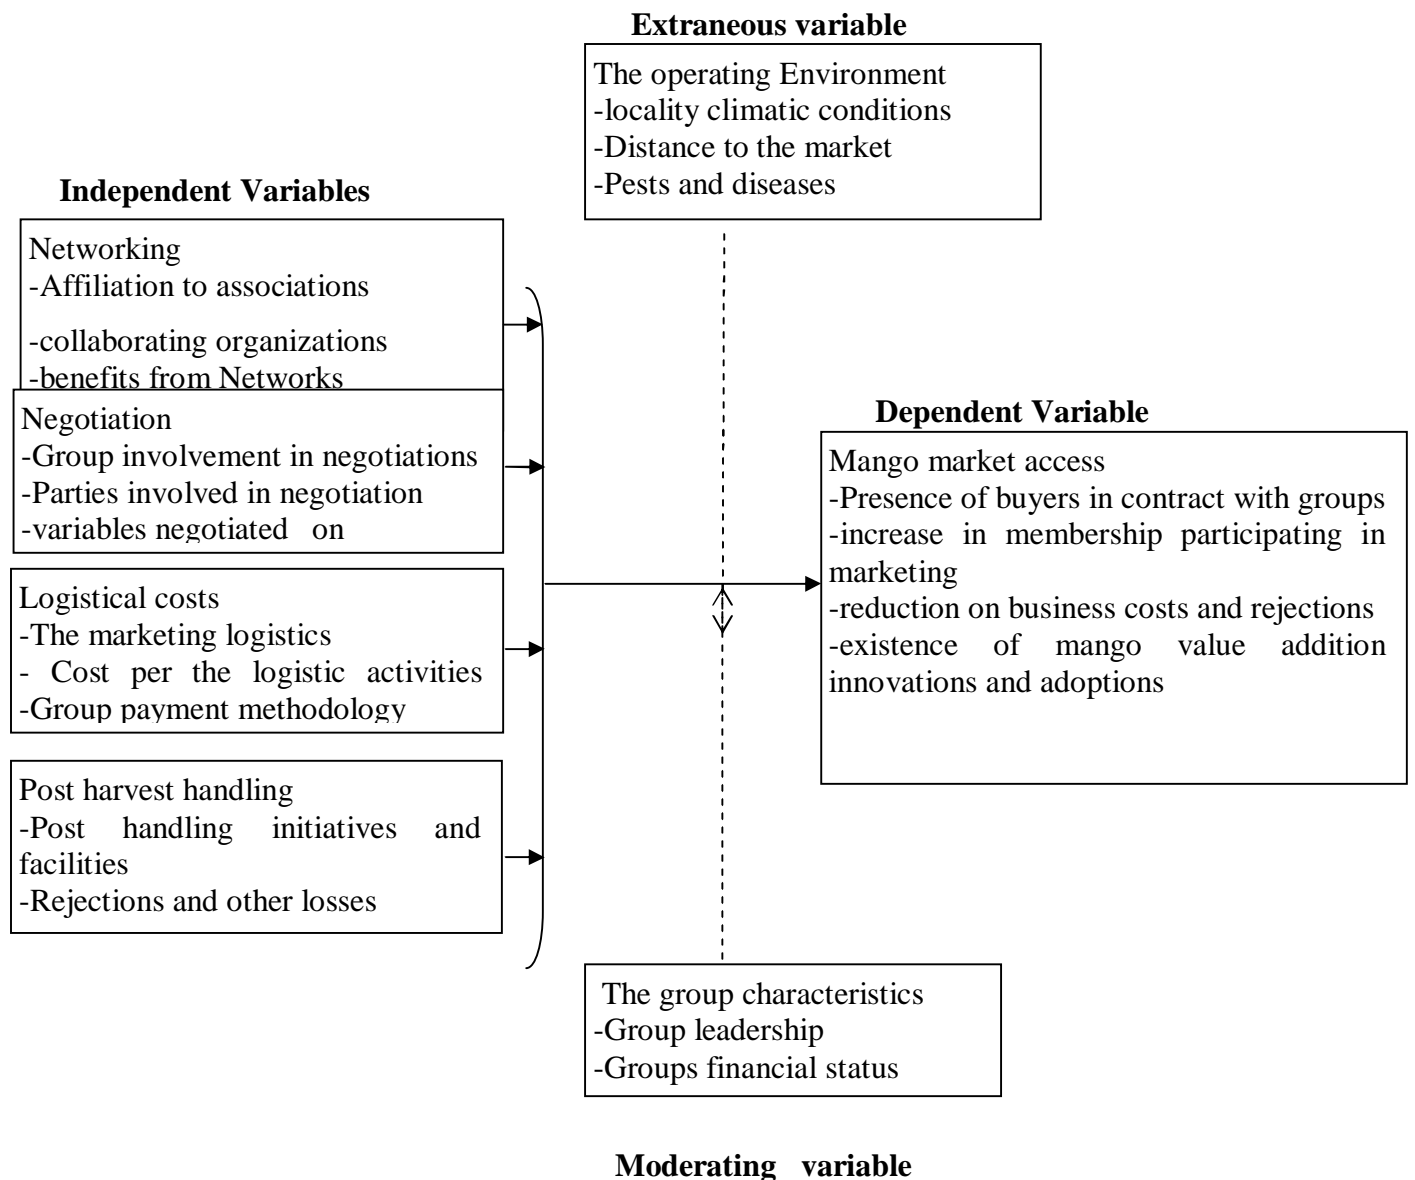 Extraneous variable
The operating Environment
-locality climatic conditions
-Distance to the market
-Pests and diseases
Independent Variables
Networking
-Affiliation to associations
-collaborating organizations
-benefits from Networks
Negotiation
-Group involvement in negotiations
-Parties involved in negotiation
-variables negotiated on
Logistical costs
-The marketing logistics
- Cost per the logistic activities
-Group payment methodology
Post harvest handling
-Post handling initiatives and
facilities
-Rejections and other losses
Dependent Variable
Mango market access
-Presence of buyers in contract with groups
-increase in membership participating in
marketing
-reduction on business costs and rejections
-existence of mango value addition
innovations and adoptions
The group characteristics
-Group leadership
-Groups financial status
Moderating variable